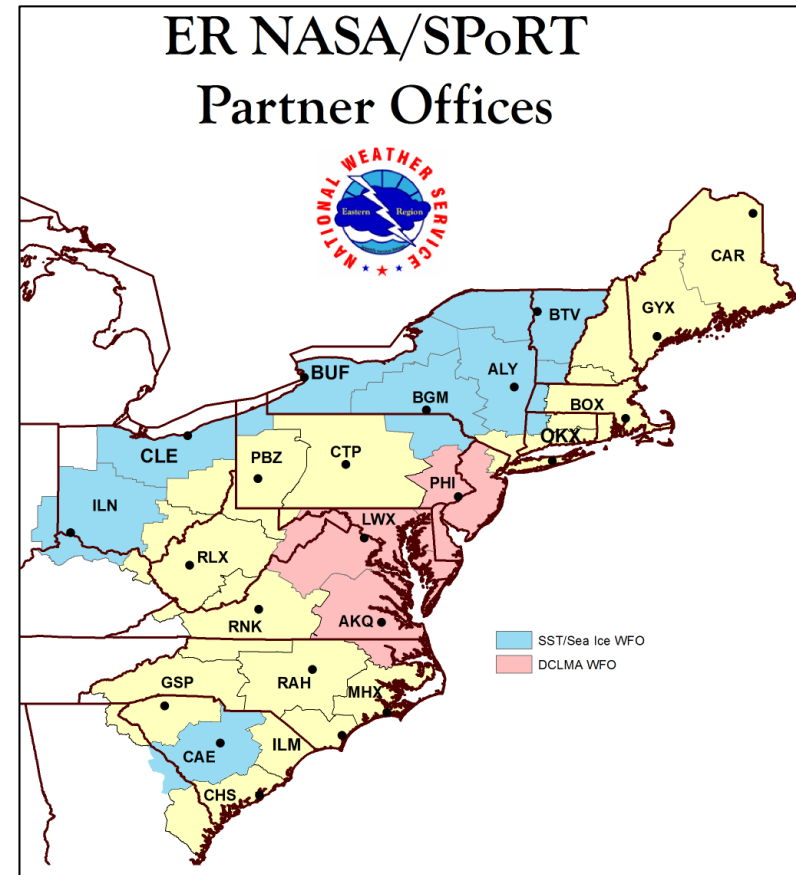 ER NASA/SPoRT
Partner Offices
NATIONAL WEATHER SERVICE
Eastern Region
CAR
GYX
BTV
ALY
BUF
BGM
BOX
OKX
CLE
PBZ
CTP
PHI
ILN
LWX
RLX
AKQ
RNK
SST/Sea Ice WFO
DCLMA WFO
GSP
RAH
MHX
ILM
CAE
CHS